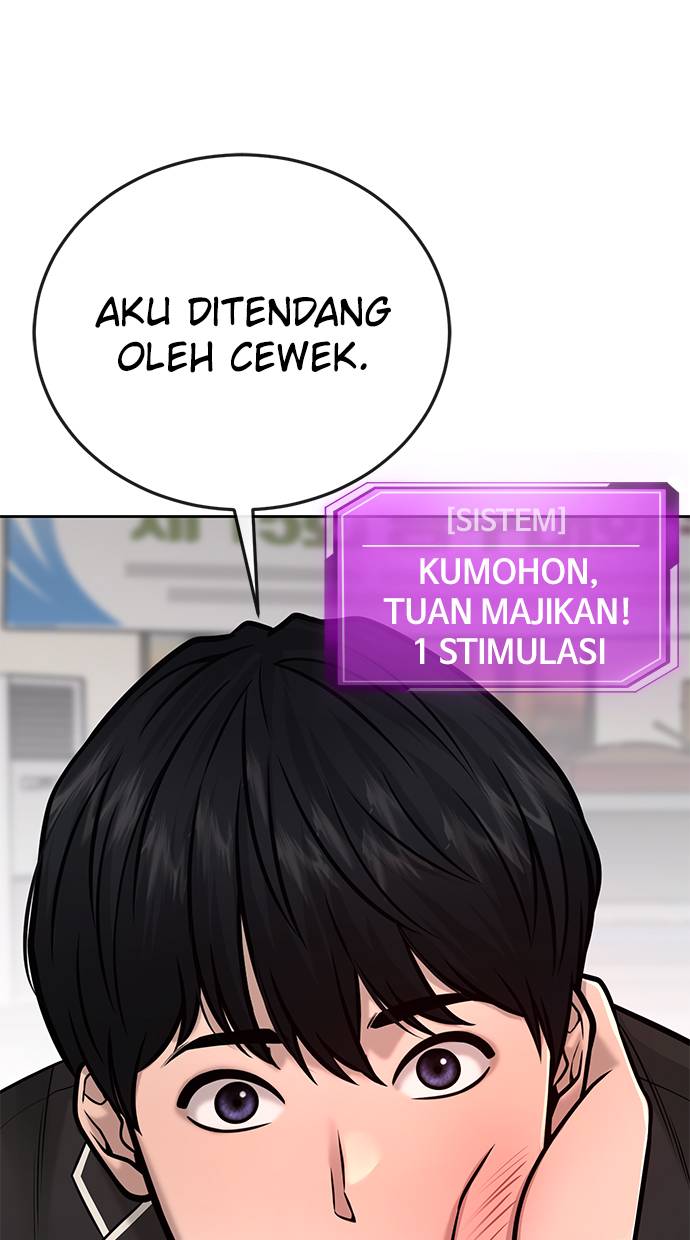 AKU DITENDANG
OLEH CEWEK.
[SISTEM]
KUMOHON,
TUAN MAJIKAN!
1 STIMULASI